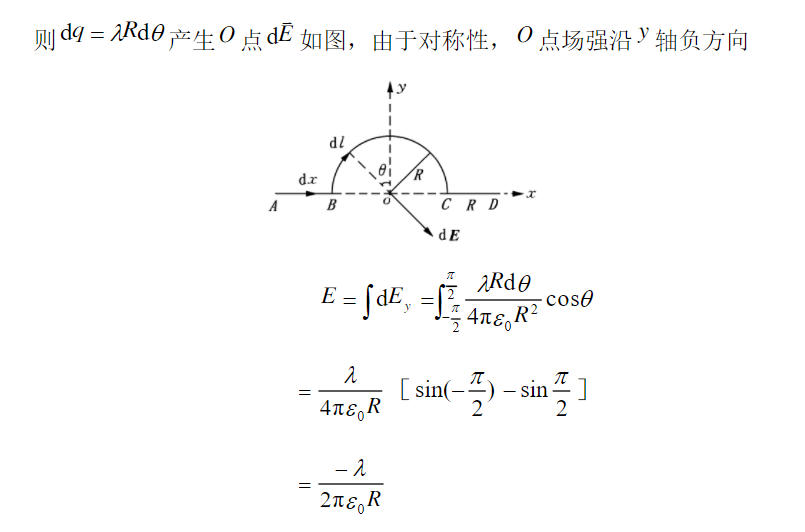 则 dq = λRdθ 产生 O 点 dĒ 如图，由于对称性， O 点场强沿 y 轴负方向
y
dl
θ
R
dx
A B o C R D x
dE
E = ∫dE_y = ∫_{-π/2}^{π/2} λRdθ/(4πε₀R²) cosθ
= λ/(4πε₀R) [ sin(-π/2) - sin π/2 ]
= -λ/(2πε₀R)